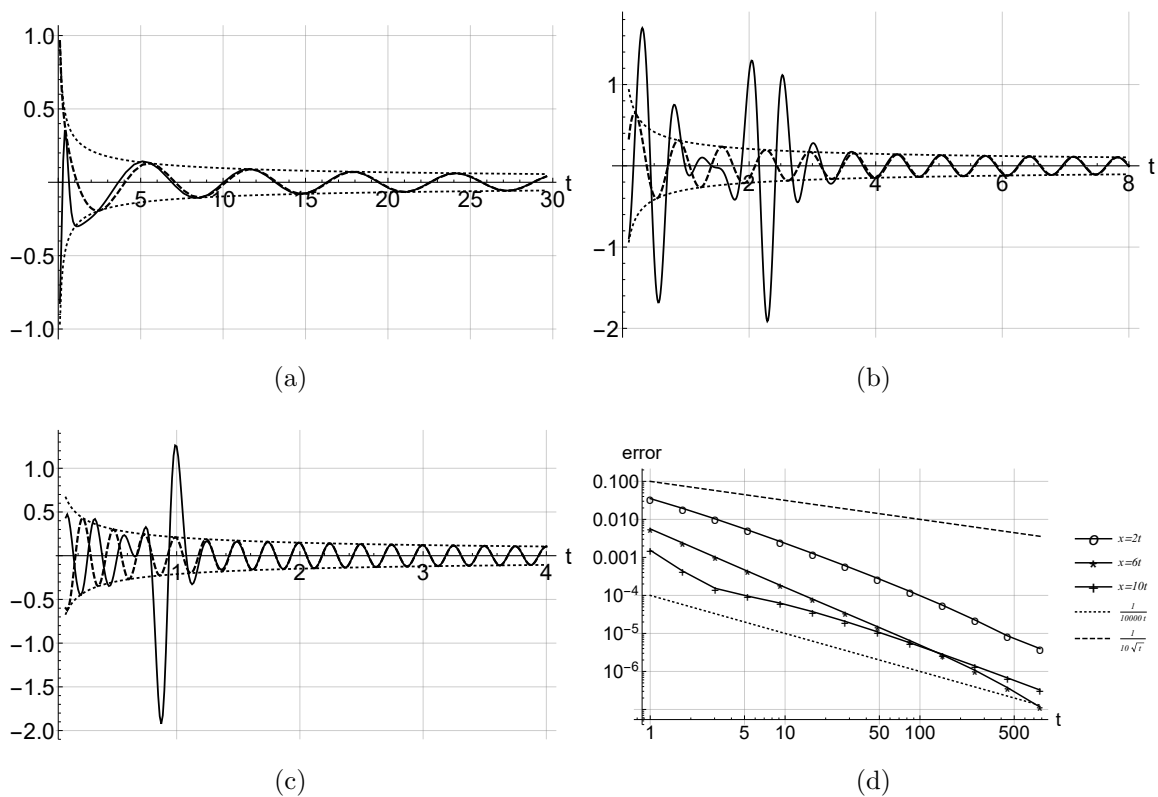 1.0
0.5
−0.5
−1.0
5
10
15
20
25
30
t
(a)
1
−1
−2
2
4
6
8
t
(b)
1.0
0.5
−0.5
−1.0
−1.5
−2.0
1
2
3
4
t
(c)
error
0.100
0.010
0.001
10⁻⁴
10⁻⁵
10⁻⁶
1
5
10
50
100
500
t
x=2t
x=6t
x=10t
1/(10000 t)
1/(10 √t)
(d)